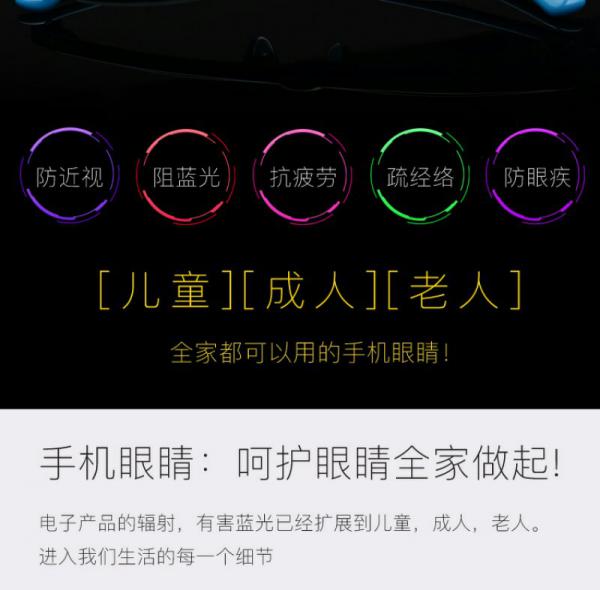 防近视 阻蓝光 抗疲劳 疏经络 防眼疾
[儿童][成人][老人]
全家都可以用的手机眼睛!
手机眼睛：呵护眼睛全家做起!
电子产品的辐射，有害蓝光已经扩展到儿童，成人，老人。
进入我们生活的每一个细节